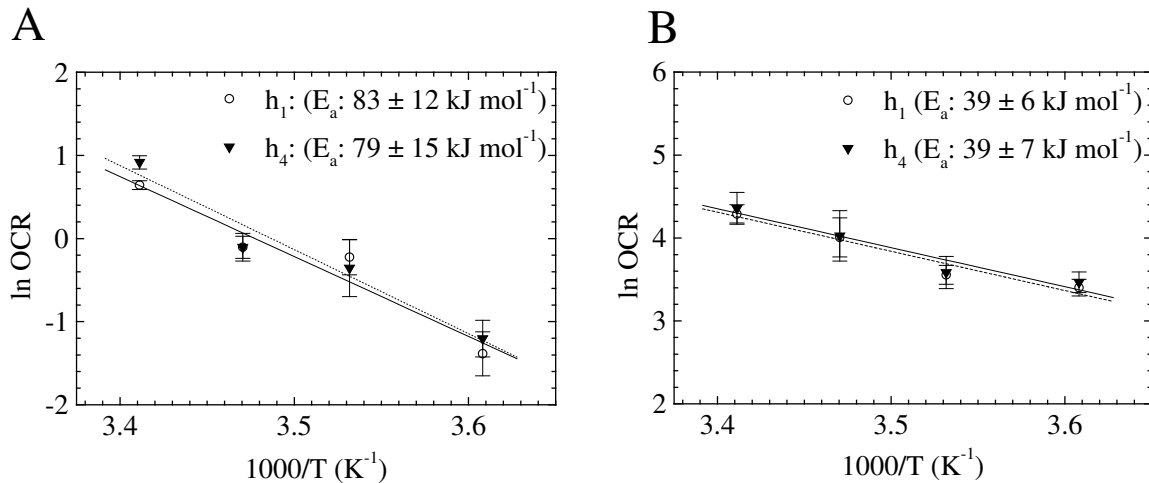 A
2
1
0
-1
-2
ln OCR
h₁: (Eₐ: 83 ± 12 kJ mol⁻¹)
h₄: (Eₐ: 79 ± 15 kJ mol⁻¹)
3.4 3.5 3.6
1000/T (K⁻¹)
B
6
5
4
3
2
ln OCR
h₁ (Eₐ: 39 ± 6 kJ mol⁻¹)
h₄ (Eₐ: 39 ± 7 kJ mol⁻¹)
3.4 3.5 3.6
1000/T (K⁻¹)